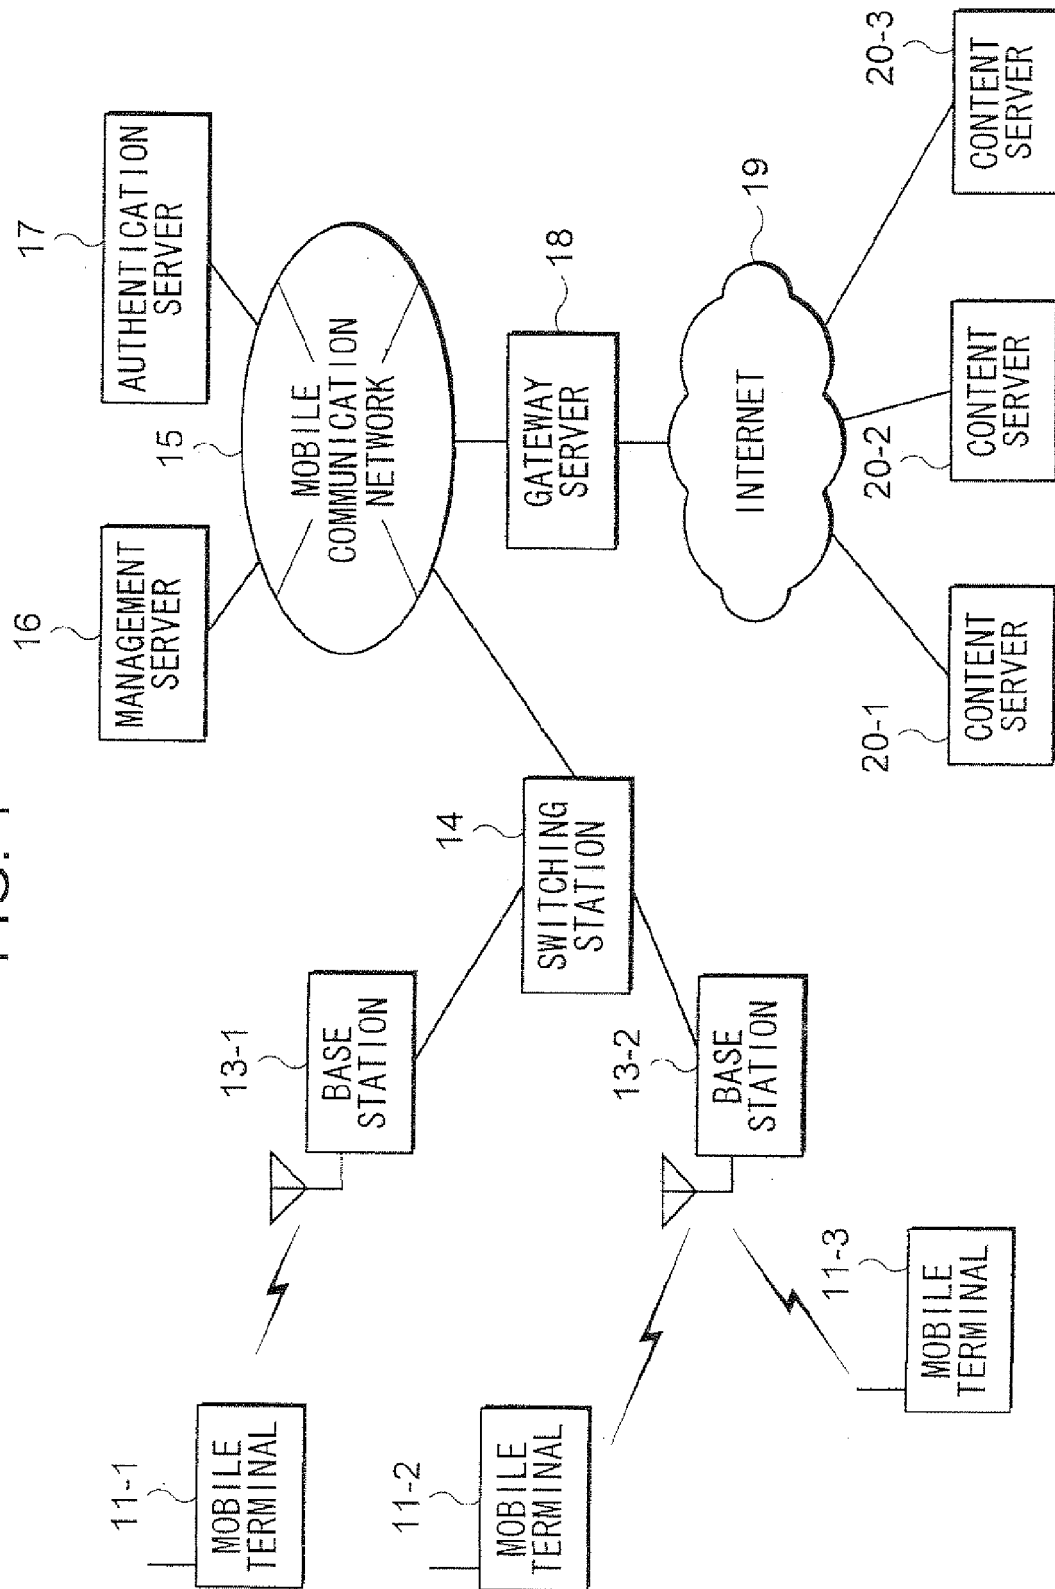 FIG. 1
16
MANAGEMENT
SERVER
17
AUTHENTICATION
SERVER
15
MOBILE
COMMUNICATION
NETWORK
11-1
MOBILE
TERMINAL
13-1
BASE
STATION
14
SWITCHING
STATION
18
GATEWAY
SERVER
11-2
MOBILE
TERMINAL
13-2
BASE
STATION
19
INTERNET
11-3
MOBILE
TERMINAL
20-1
CONTENT
SERVER
20-2
CONTENT
SERVER
20-3
CONTENT
SERVER